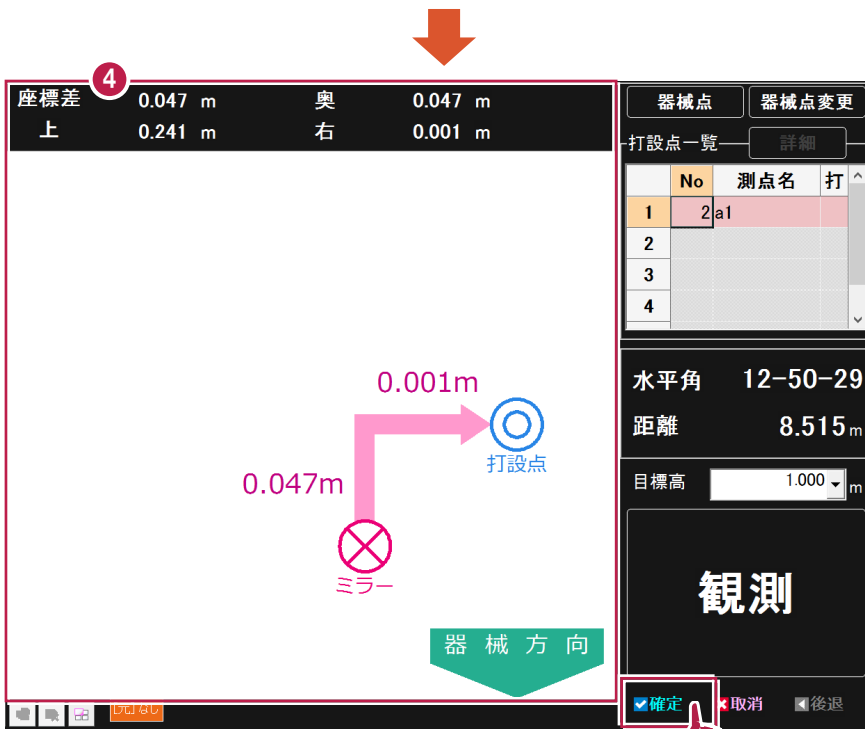 4
座標差 0.047 m 奥 0.047 m
上 0.241 m 右 0.001 m
器械点 器械点変更
打設点一覧 詳細
No 測点名 打
1 2 a1
2
3
4
0.001m
打設点
0.047m
ミラー
器械方向
水平角 12-50-29
距離 8.515 m
目標高 1.000 m
観測
[完]なし
確定 取消 後退